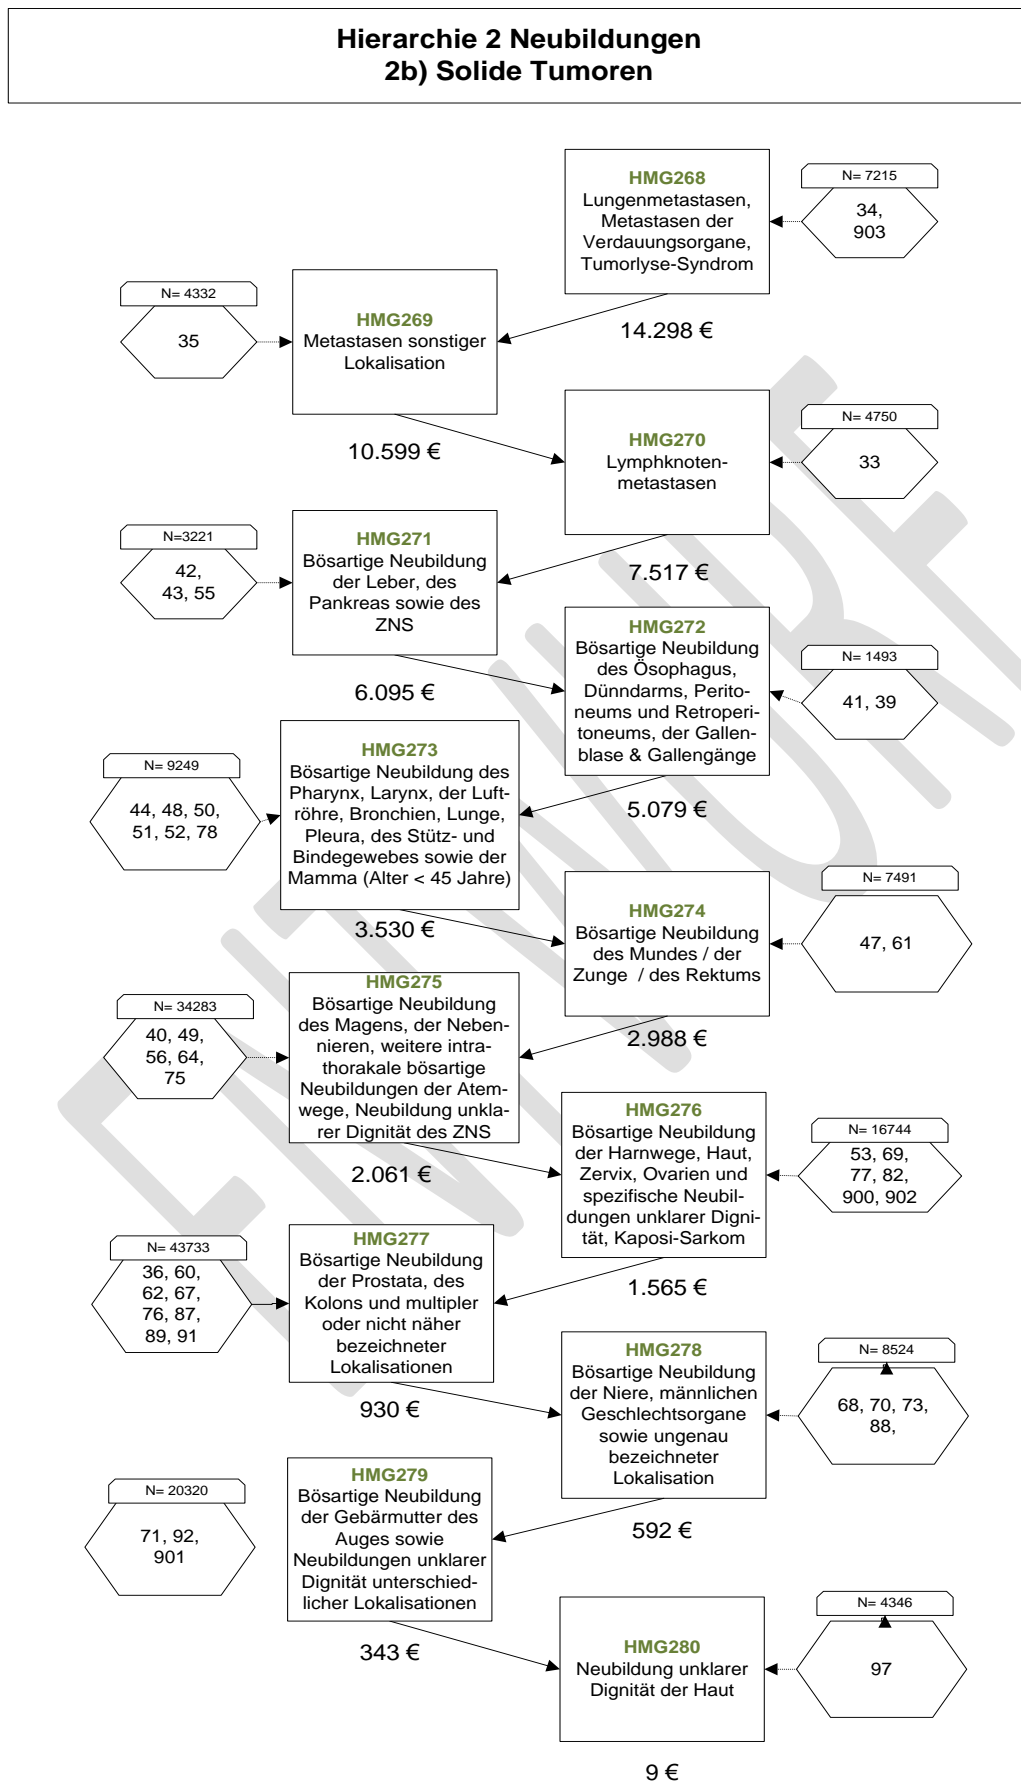 Hierarchie 2 Neubildungen
2b) Solide Tumoren
HMG268
Lungenmetastasen,
Metastasen der
Verdauungsorgane,
Tumorlyse-Syndrom
N= 7215
34,
903
14.298 €
N= 4332
35
HMG269
Metastasen sonstiger
Lokalisation
10.599 €
HMG270
Lymphknoten-
metastasen
N= 4750
33
7.517 €
N=3221
42,
43, 55
HMG271
Bösartige Neubildung
der Leber, des
Pankreas sowie des
ZNS
6.095 €
HMG272
Bösartige Neubildung
des Ösophagus,
Dünndarms, Perito-
neums und Retroperi-
toneums, der Gallen-
blase & Gallengänge
N= 1493
41, 39
5.079 €
N= 9249
44, 48, 50,
51, 52, 78
HMG273
Bösartige Neubildung des
Pharynx, Larynx, der Luft-
röhre, Bronchien, Lunge,
Pleura, des Stütz- und
Bindegewebes sowie der
Mamma (Alter < 45 Jahre)
3.530 €
HMG274
Bösartige Neubildung
des Mundes / der
Zunge / des Rektums
N= 7491
47, 61
2.988 €
N= 34283
40, 49,
56, 64,
75
HMG275
Bösartige Neubildung
des Magens, der Neben-
nieren, weitere intra-
thorakale bösartige
Neubildungen der Atem-
wege, Neubildung unkla-
rer Dignität des ZNS
2.061 €
HMG276
Bösartige Neubildung
der Harnwege, Haut,
Zervix, Ovarien und
spezifische Neubil-
dungen unklarer Digni-
tät, Kaposi-Sarkom
N= 16744
53, 69,
77, 82,
900, 902
1.565 €
N= 43733
36, 60,
62, 67,
76, 87,
89, 91
HMG277
Bösartige Neubildung
der Prostata, des
Kolons und multipler
oder nicht näher
bezeichneter
Lokalisationen
930 €
HMG278
Bösartige Neubildung
der Niere, männlichen
Geschlechtsorgane
sowie ungenau
bezeichneter
Lokalisation
N= 8524
68, 70, 73,
88,
592 €
N= 20320
71, 92,
901
HMG279
Bösartige Neubildung
der Gebärmutter des
Auges sowie
Neubildungen unklarer
Dignität unterschied-
licher Lokalisationen
343 €
HMG280
Neubildung unklarer
Dignität der Haut
N= 4346
97
9 €
ENTWURF